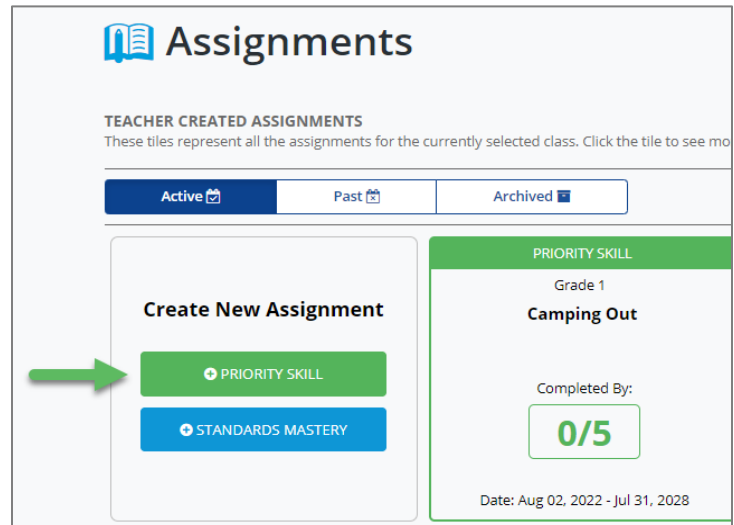 Assignments
TEACHER CREATED ASSIGNMENTS
These tiles represent all the assignments for the currently selected class. Click the tile to see mo
Active
Past
Archived
Create New Assignment
PRIORITY SKILL
STANDARDS MASTERY
PRIORITY SKILL
Grade 1
Camping Out
Completed By:
0/5
Date: Aug 02, 2022 - Jul 31, 2028